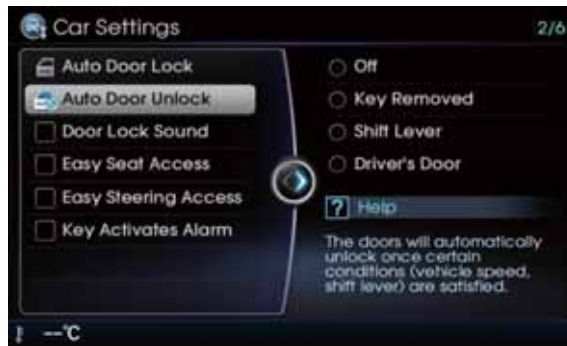 Car Settings
2/6
Auto Door Lock
Auto Door Unlock
Door Lock Sound
Easy Seat Access
Easy Steering Access
Key Activates Alarm
Off
Key Removed
Shift Lever
Driver's Door
? Help
The doors will automatically
unlock once certain
conditions (vehicle speed,
shift lever) are satisfied.
--°C